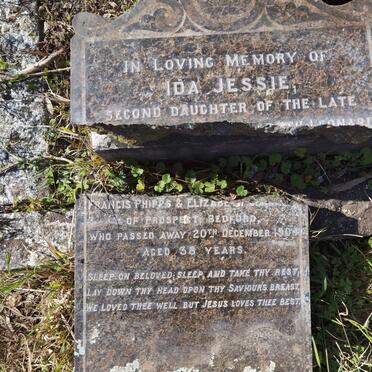 IN LOVING MEMORY OF
IDA JESSIE,
SECOND DAUGHTER OF THE LATE
FRANCIS PHIPPS & ELIZABETH
OF PROSPECT, BEDFORD,
WHO PASSED AWAY 20TH DECEMBER 1904
AGED 38 YEARS.
SLEEP ON BELOVED, SLEEP, AND TAKE THY REST,
LAY DOWN THY HEAD UPON THY SAVIOUR'S BREAST,
WE LOVED THEE WELL, BUT JESUS LOVES THEE BEST.